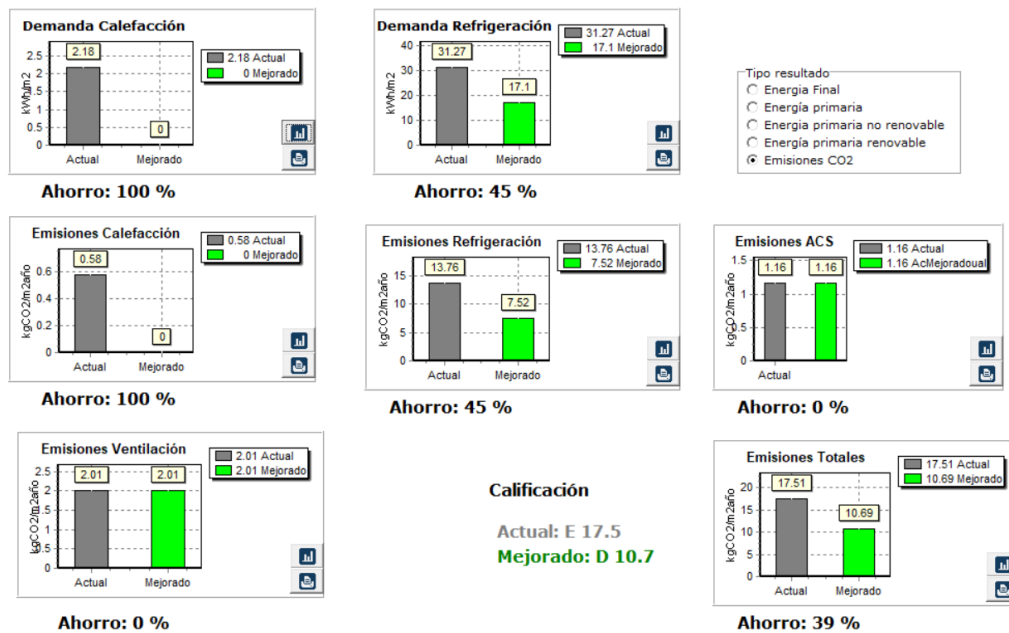 Demanda Calefacción
2.18 Actual
0 Mejorado
2.5
2
1.5
1
0.5
0
kWh/m2
2.18
0
Actual Mejorado
Ahorro: 100 %
Demanda Refrigeración
31.27 Actual
17.1 Mejorado
40
30
20
10
0
kWh/m2
31.27
17.1
Actual Mejorado
Ahorro: 45 %
Tipo resultado
Energia Final
Energía primaria
Energia primaria no renovable
Energía primaria renovable
Emisiones CO2
Emisiones Calefacción
0.58 Actual
0 Mejorado
0.6
0.4
0.2
0
kgCO2/m2año
0.58
0
Actual Mejorado
Ahorro: 100 %
Emisiones Refrigeración
13.76 Actual
7.52 Mejorado
15
10
5
0
kgCO2/m2año
13.76
7.52
Actual Mejorado
Ahorro: 45 %
Emisiones ACS
1.16 Actual
1.16 AcMejoradoual
1.5
1
0.5
0
kgCO2/m2año
1.16 1.16
Actual
Ahorro: 0 %
Emisiones Ventilación
2.01 Actual
2.01 Mejorado
2.5
2
1.5
1
0.5
0
kgCO2/m2año
2.01 2.01
Actual Mejorado
Ahorro: 0 %
Calificación
Actual: E 17.5
Mejorado: D 10.7
Emisiones Totales
17.51 Actual
10.69 Mejorado
20
15
10
5
0
kgCO2/m2año
17.51
10.69
Actual Mejorado
Ahorro: 39 %